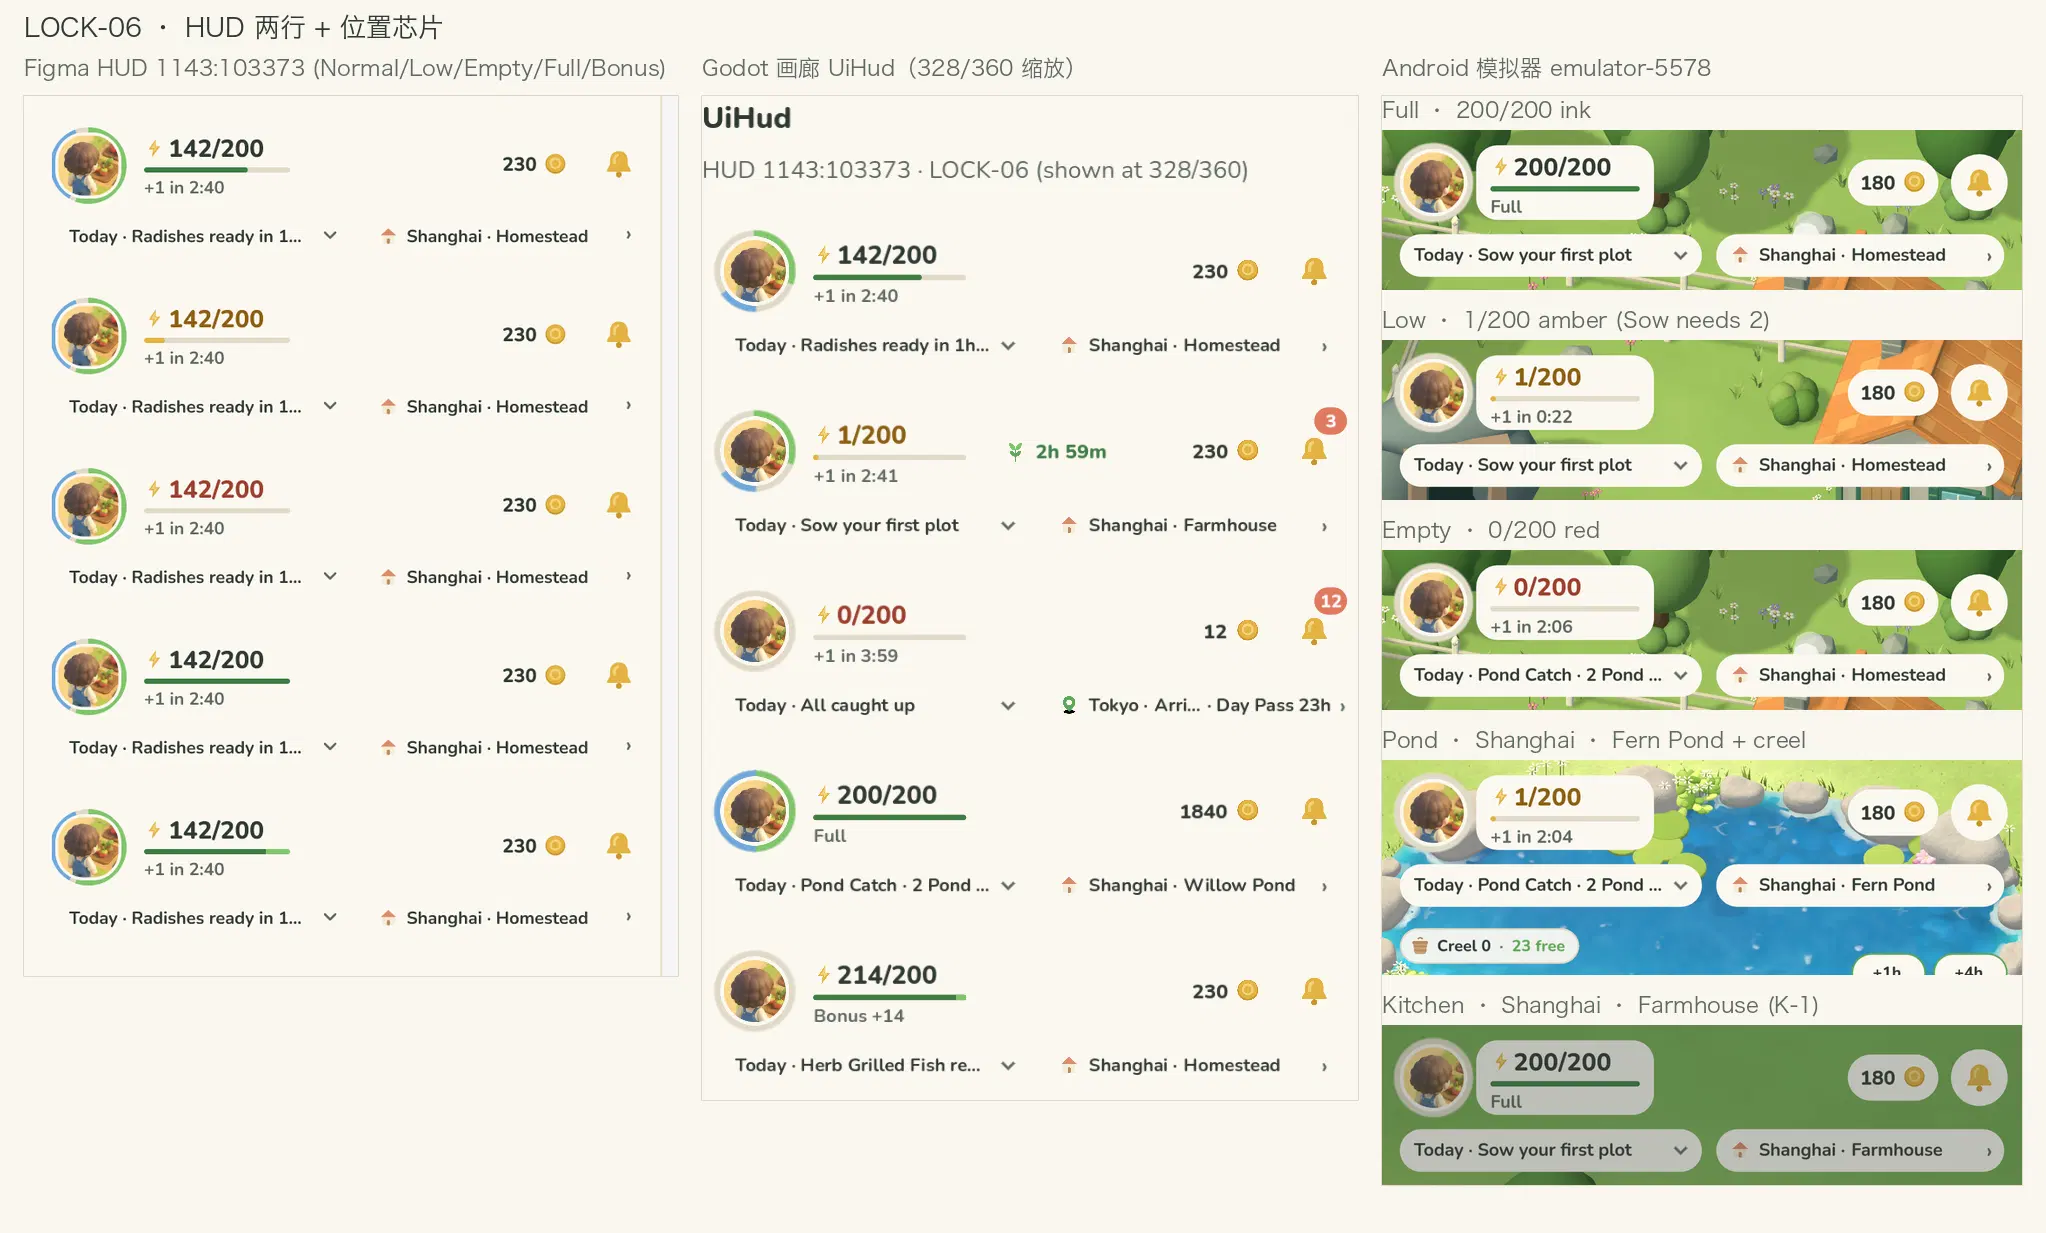 LOCK-06 · HUD 两行 + 位置芯片
Figma HUD 1143:103373 (Normal/Low/Empty/Full/Bonus)
142/200
+1 in 2:40
230
Today · Radishes ready in 1...
Shanghai · Homestead ›
142/200
+1 in 2:40
230
Today · Radishes ready in 1...
Shanghai · Homestead ›
142/200
+1 in 2:40
230
Today · Radishes ready in 1...
Shanghai · Homestead ›
142/200
+1 in 2:40
230
Today · Radishes ready in 1...
Shanghai · Homestead ›
142/200
+1 in 2:40
230
Today · Radishes ready in 1...
Shanghai · Homestead ›
Godot 画廊 UiHud（328/360 缩放）
UiHud
HUD 1143:103373 · LOCK-06 (shown at 328/360)
142/200
+1 in 2:40
230
Today · Radishes ready in 1h...
Shanghai · Homestead ›
1/200
+1 in 2:41
2h 59m
230
3
Today · Sow your first plot
Shanghai · Farmhouse ›
0/200
+1 in 3:59
12
12
Today · All caught up
Tokyo · Arri... · Day Pass 23h ›
200/200
Full
1840
Today · Pond Catch · 2 Pond ...
Shanghai · Willow Pond ›
214/200
Bonus +14
230
Today · Herb Grilled Fish re...
Shanghai · Homestead ›
Android 模拟器 emulator-5578
Full · 200/200 ink
200/200
Full
180
Today · Sow your first plot
Shanghai · Homestead ›
Low · 1/200 amber (Sow needs 2)
1/200
+1 in 0:22
180
Today · Sow your first plot
Shanghai · Homestead ›
Empty · 0/200 red
0/200
+1 in 2:06
180
Today · Pond Catch · 2 Pond ...
Shanghai · Homestead ›
Pond · Shanghai · Fern Pond + creel
1/200
+1 in 2:04
180
Today · Pond Catch · 2 Pond ...
Shanghai · Fern Pond ›
Creel 0 · 23 free
+1h
+4h
Kitchen · Shanghai · Farmhouse (K-1)
200/200
Full
180
Today · Sow your first plot
Shanghai · Farmhouse ›